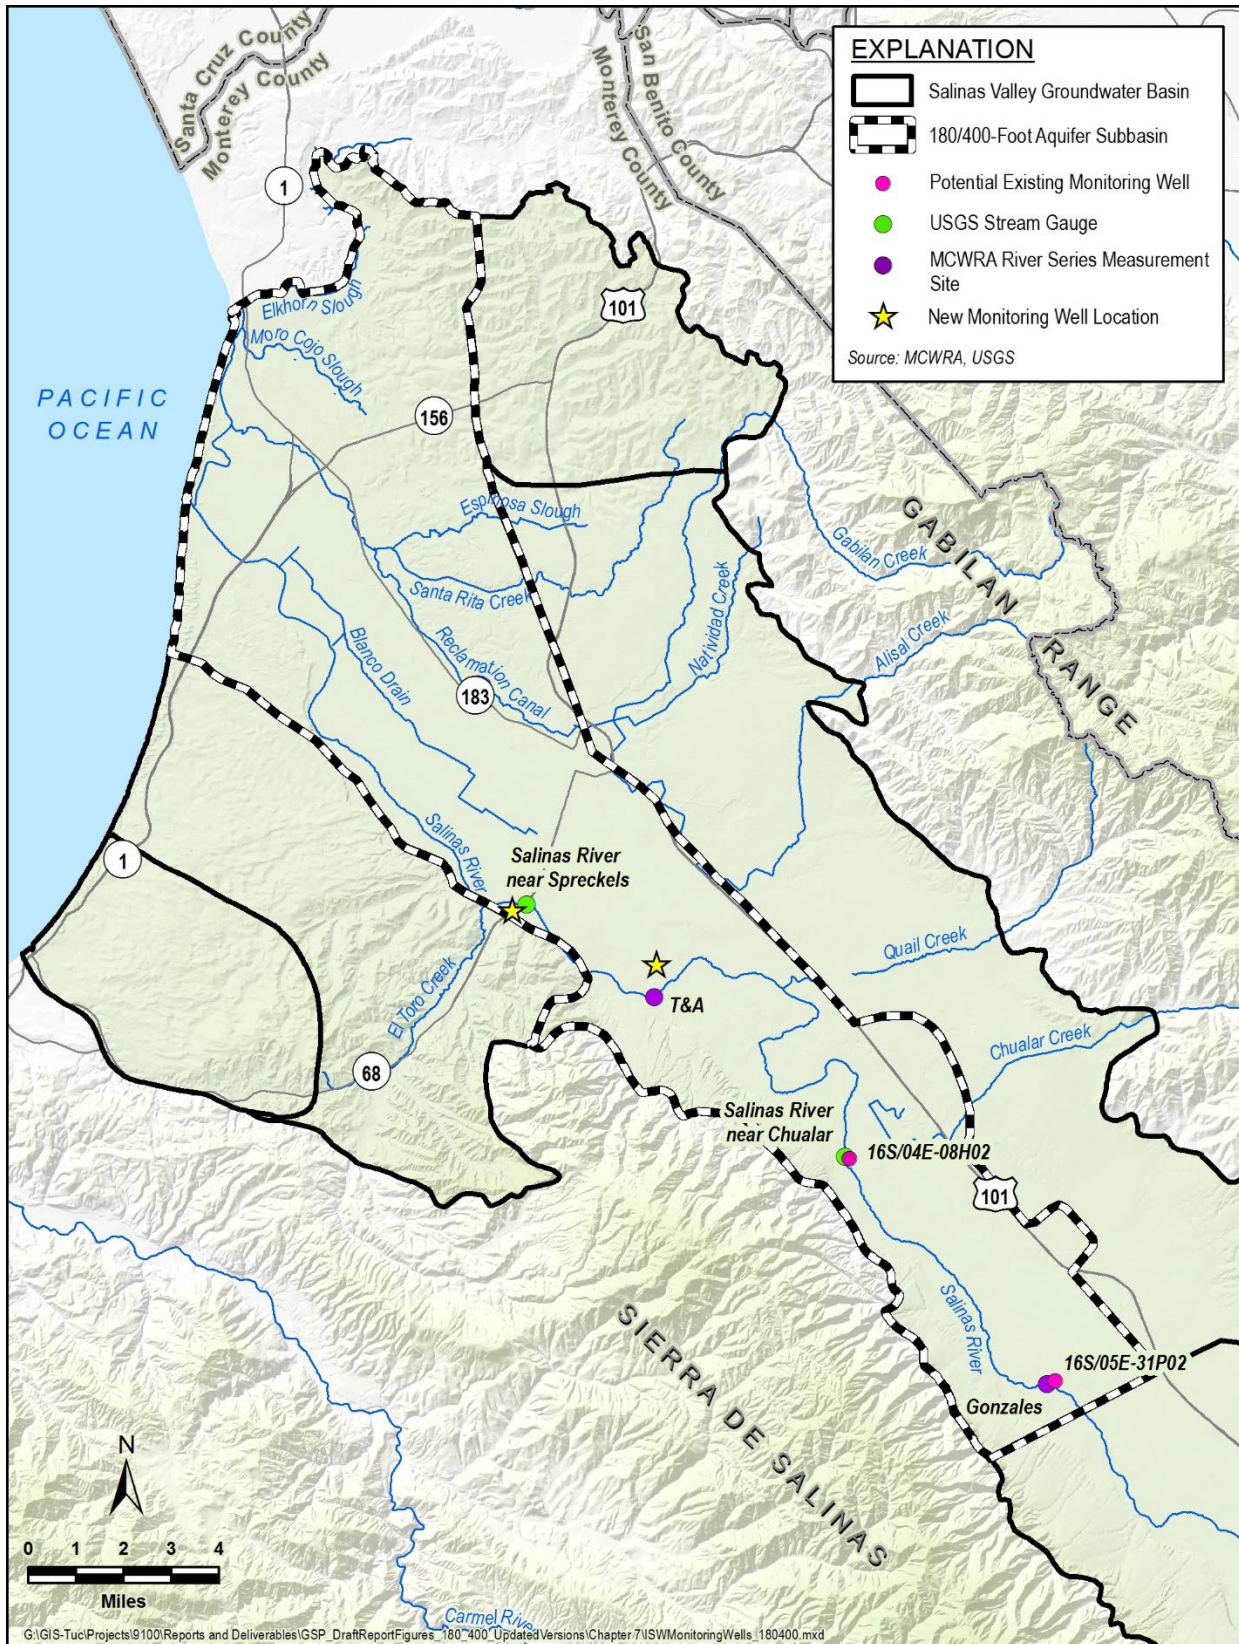 Santa Cruz County
Monterey County
San Benito County
Monterey County
EXPLANATION
Salinas Valley Groundwater Basin
180/400-Foot Aquifer Subbasin
Potential Existing Monitoring Well
USGS Stream Gauge
MCWRA River Series Measurement
Site
New Monitoring Well Location
Source: MCWRA, USGS
1
101
Elkhorn Slough
Moro Cojo Slough
PACIFIC
OCEAN
156
Espinosa Slough
GABILAN
RANGE
Gabilan Creek
Santa Rita Creek
Natividad Creek
Alisal Creek
Blanco Drain
Reclamation Canal
183
Salinas River
1
Salinas River
near Spreckels
Quail Creek
El Toro Creek
T&A
Chualar Creek
68
Salinas River
near Chualar
16S/04E-08H02
101
Salinas River
16S/05E-31P02
Gonzales
SIERRA DE SALINAS
N
0 1 2 3 4
Miles
Carmel River
G:\GIS-Tuc\Projects\9100\Reports and Deliverables\GSP_DraftReportFigures_180_400_UpdatedVersions\Chapter 7\ISWMonitoringWells_180400.mxd